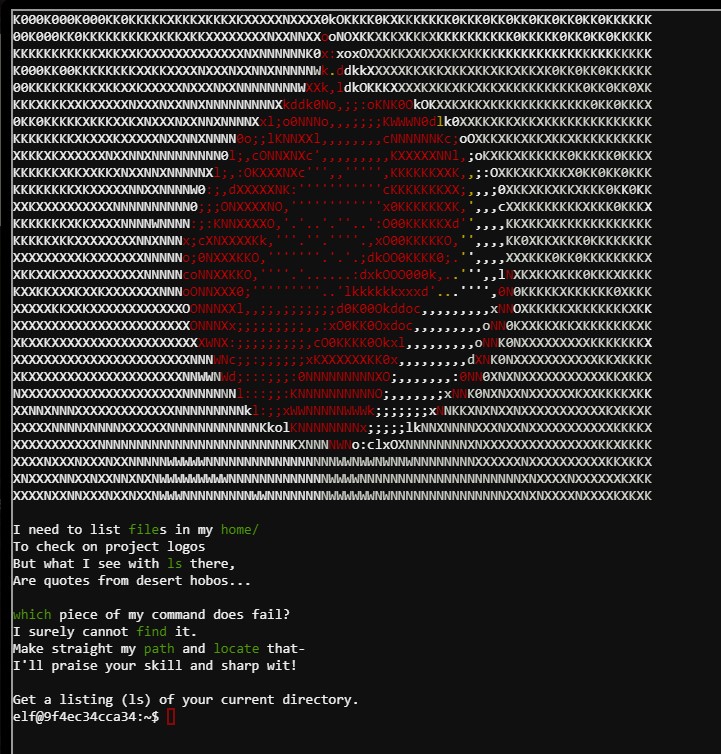 I need to list files in my home/
To check on project logos
But what I see with ls there,
Are quotes from desert hobos...
which piece of my command does fail?
I surely cannot find it.
Make straight my path and locate that-
I'll praise your skill and sharp wit!
Get a listing (ls) of your current directory.
elf@9f4ec34cca34:~$